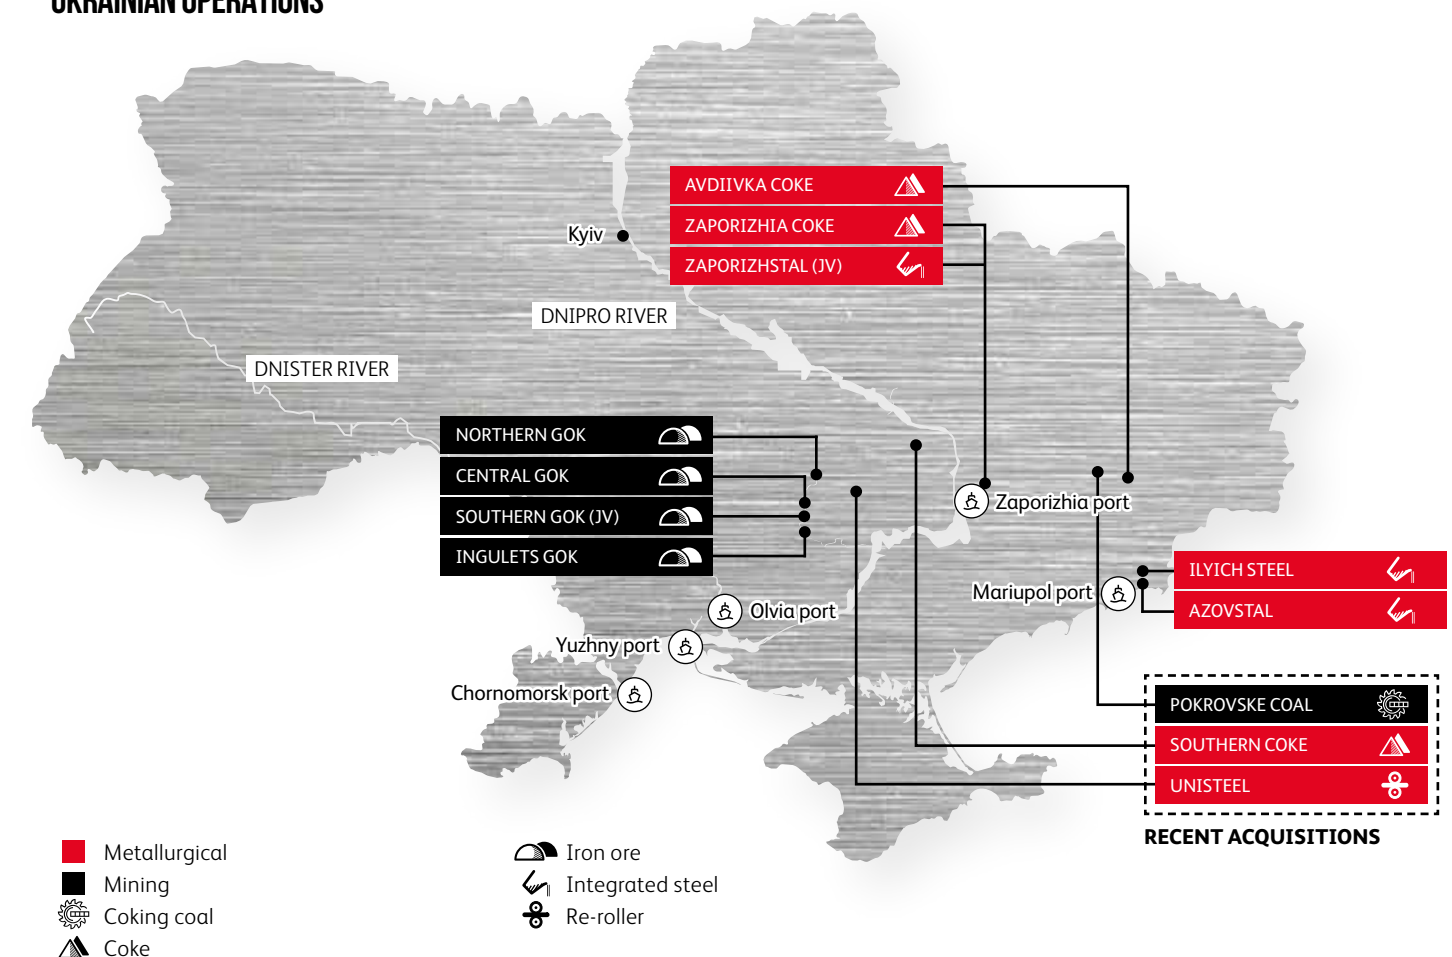 UKRAINIAN OPERATIONS
AVDIIVKA COKE
ZAPORIZHIA COKE
ZAPORIZHSTAL (JV)
Kyiv
DNIPRO RIVER
DNISTER RIVER
NORTHERN GOK
CENTRAL GOK
SOUTHERN GOK (JV)
INGULETS GOK
Zaporizhia port
ILYICH STEEL
Mariupol port
AZOVSTAL
Olvia port
Yuzhny port
Chornomorsk port
POKROVSKE COAL
SOUTHERN COKE
UNISTEEL
RECENT ACQUISITIONS
Metallurgical
Mining
Coking coal
Coke
Iron ore
Integrated steel
Re-roller